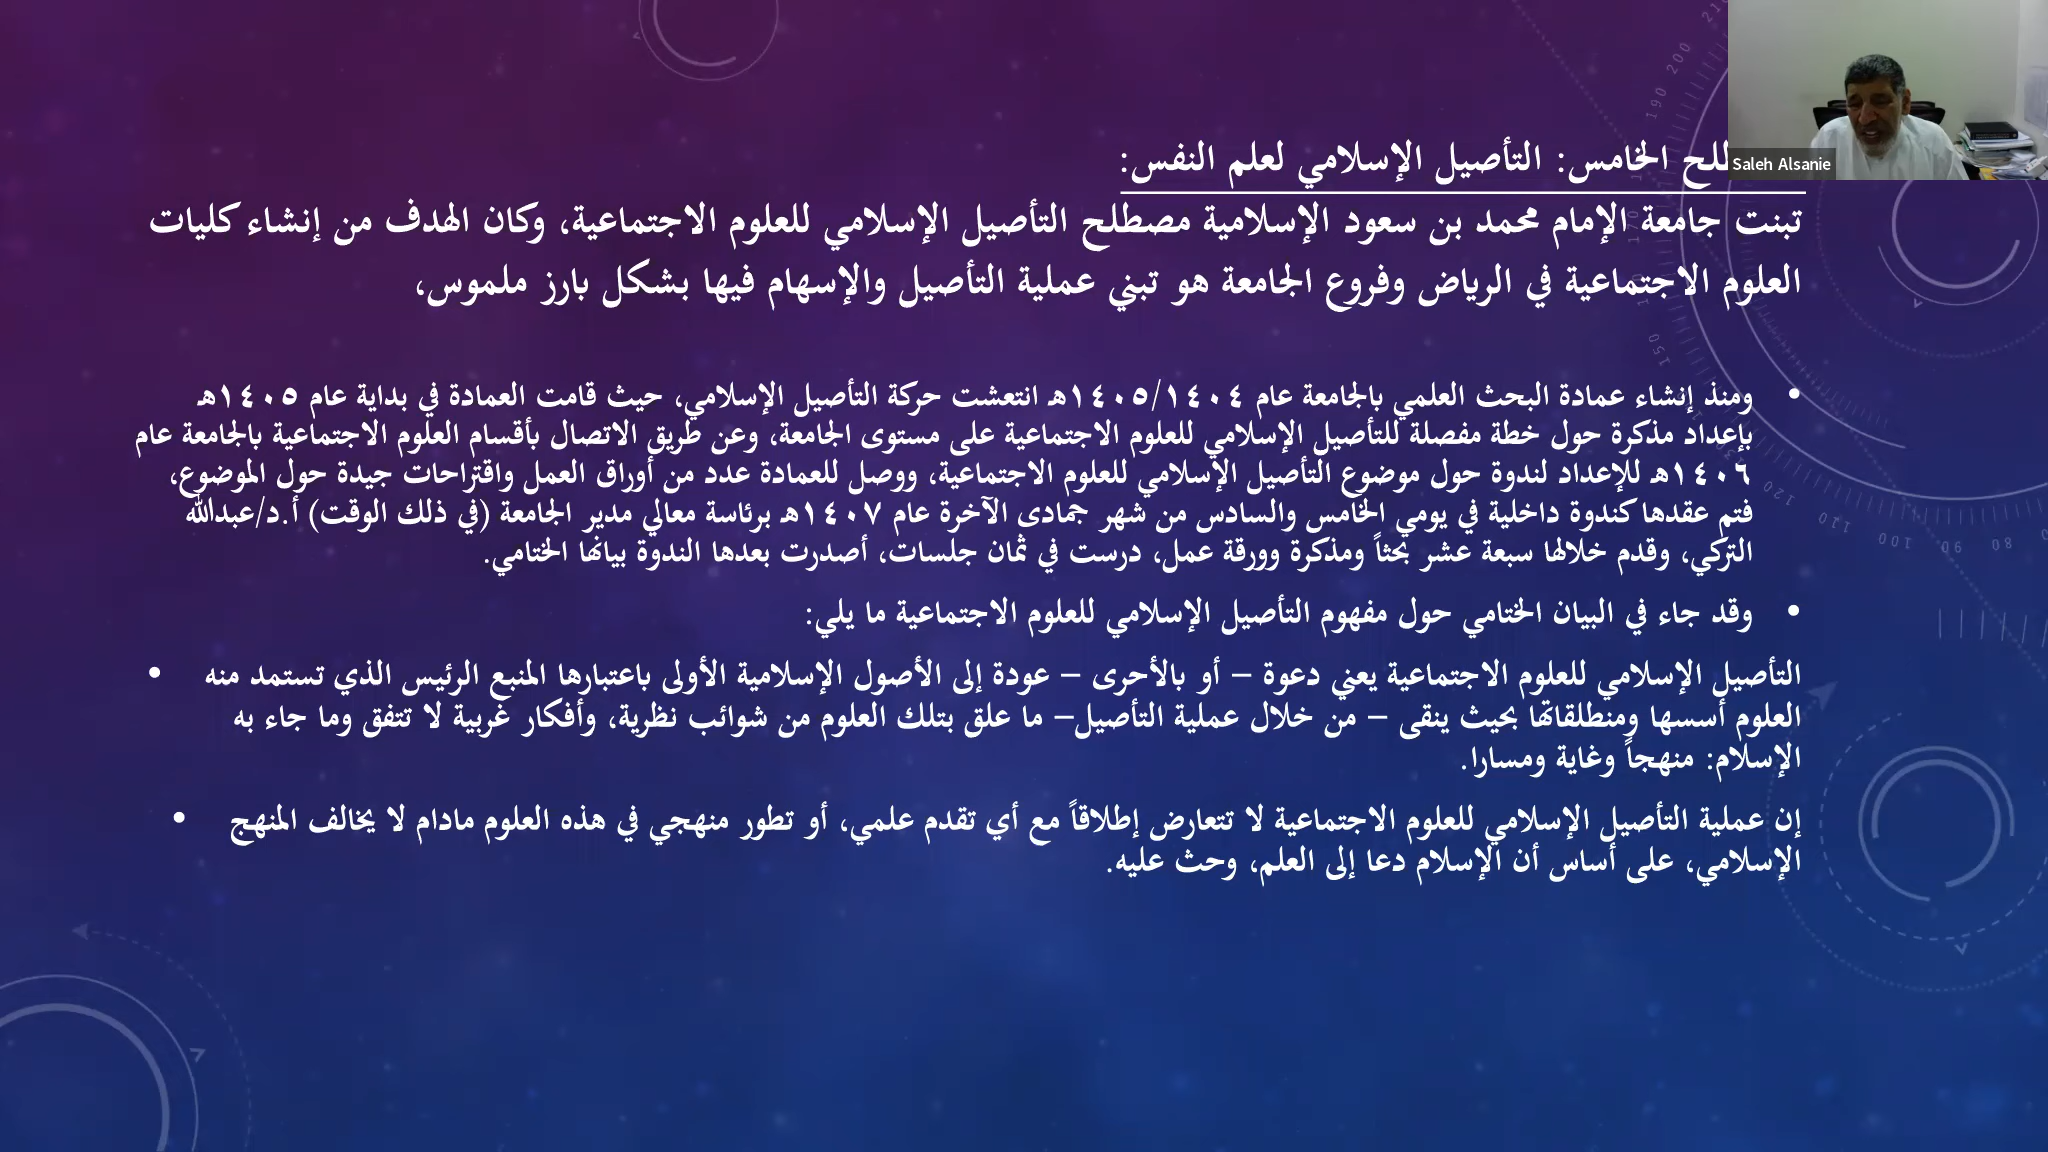 لح الخامس: التأصيل الإسلامي لعلم النفس:
Saleh Alsanie
تبنت جامعة الإمام محمد بن سعود الإسلامية مصطلح التأصيل الإسلامي للعلوم الاجتماعية، وكان الهدف من إنشاء كليات
العلوم الاجتماعية في الرياض وفروع الجامعة هو تبني عملية التأصيل والإسهام فيها بشكل بارز ملموس،
• ومنذ إنشاء عمادة البحث العلمي بالجامعة عام ١٤٠٥/١٤٠٤هـ انتعشت حركة التأصيل الإسلامي، حيث قامت العمادة في بداية عام ١٤٠٥هـ
بإعداد مذكرة حول خطة مفصلة للتأصيل الإسلامي للعلوم الاجتماعية على مستوى الجامعة، وعن طريق الاتصال بأقسام العلوم الاجتماعية بالجامعة عام
١٤٠٦هـ للإعداد لندوة حول موضوع التأصيل الإسلامي للعلوم الاجتماعية، ووصل للعمادة عدد من أوراق العمل واقتراحات جيدة حول الموضوع،
فتم عقدها كندوة داخلية في يومي الخامس والسادس من شهر جمادى الآخرة عام ١٤٠٧هـ برئاسة معالي مدير الجامعة (في ذلك الوقت) أ.د/عبدالله
التركي، وقدم خلالها سبعة عشر بحثاً ومذكرة وورقة عمل، درست في ثمان جلسات، أصدرت بعدها الندوة بيانها الختامي.
• وقد جاء في البيان الختامي حول مفهوم التأصيل الإسلامي للعلوم الاجتماعية ما يلي:
• التأصيل الإسلامي للعلوم الاجتماعية يعني دعوة – أو بالأحرى – عودة إلى الأصول الإسلامية الأولى باعتبارها المنبع الرئيس الذي تستمد منه
العلوم أسسها ومنطلقاتها بحيث ينقى – من خلال عملية التأصيل– ما علق بتلك العلوم من شوائب نظرية، وأفكار غربية لا تتفق وما جاء به
الإسلام: منهجاً وغاية ومسارا.
• إن عملية التأصيل الإسلامي للعلوم الاجتماعية لا تتعارض إطلاقاً مع أي تقدم علمي، أو تطور منهجي في هذه العلوم مادام لا يخالف المنهج
الإسلامي، على أساس أن الإسلام دعا إلى العلم، وحث عليه.